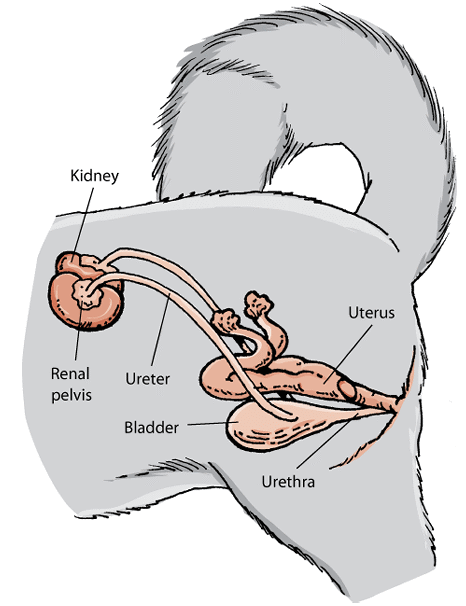 Kidney
Uterus
Renal
pelvis
Ureter
Bladder
Urethra